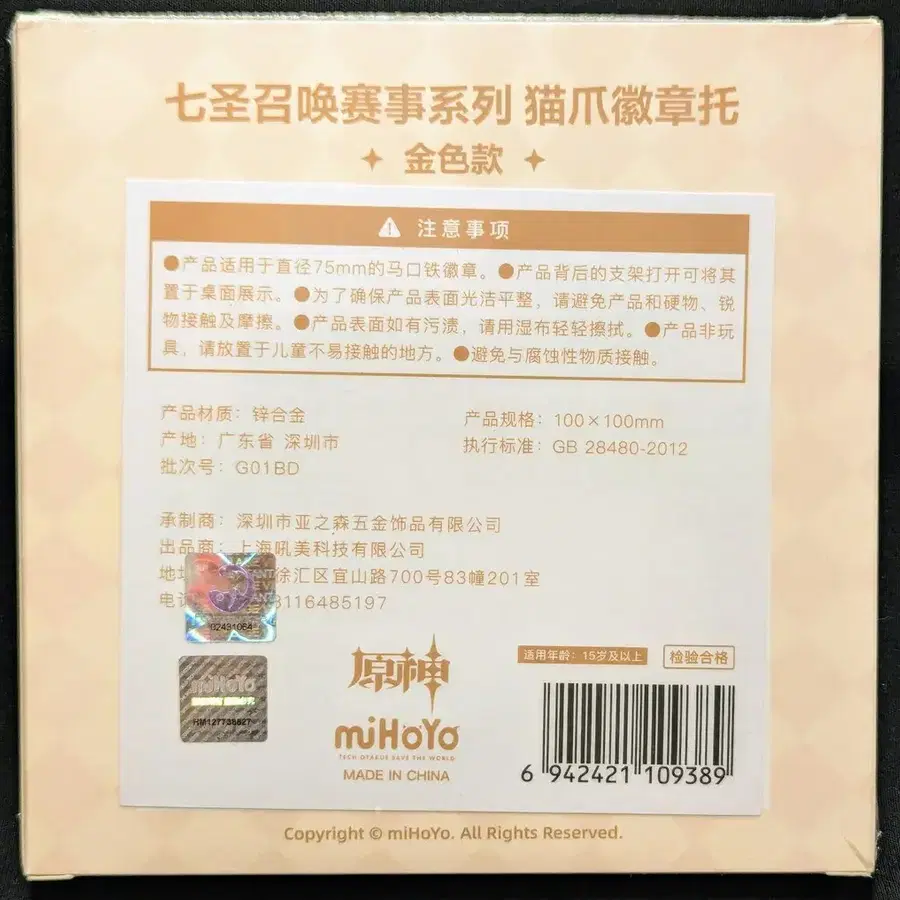 七圣召唤赛事系列 猫爪徽章托
金色款
注意事项
●产品适用于直径75mm的马口铁徽章。●产品背后的支架打开可将其
置于桌面展示。●为了确保产品表面光洁平整，请避免产品和硬物、锐
物接触及摩擦。●产品表面如有污渍，请用湿布轻轻擦拭。●产品非玩
具，请放置于儿童不易接触的地方。●避免与腐蚀性物质接触。
产品材质：锌合金
产品规格：100×100mm
产地：广东省 深圳市
执行标准：GB 28480-2012
批次号：G01BD
承制商：深圳市亚之森五金饰品有限公司
出品商：上海吼美科技有限公司
地 徐汇区宜山路700号83幢201室
电 8116485197
02431064
miHoYo
HM127738827
原神
miHoYo
TECH OTAKUS SAVE THE WORLD
MADE IN CHINA
适用年龄：15岁及以上
检验合格
6 942421 109389
Copyright © miHoYo. All Rights Reserved.